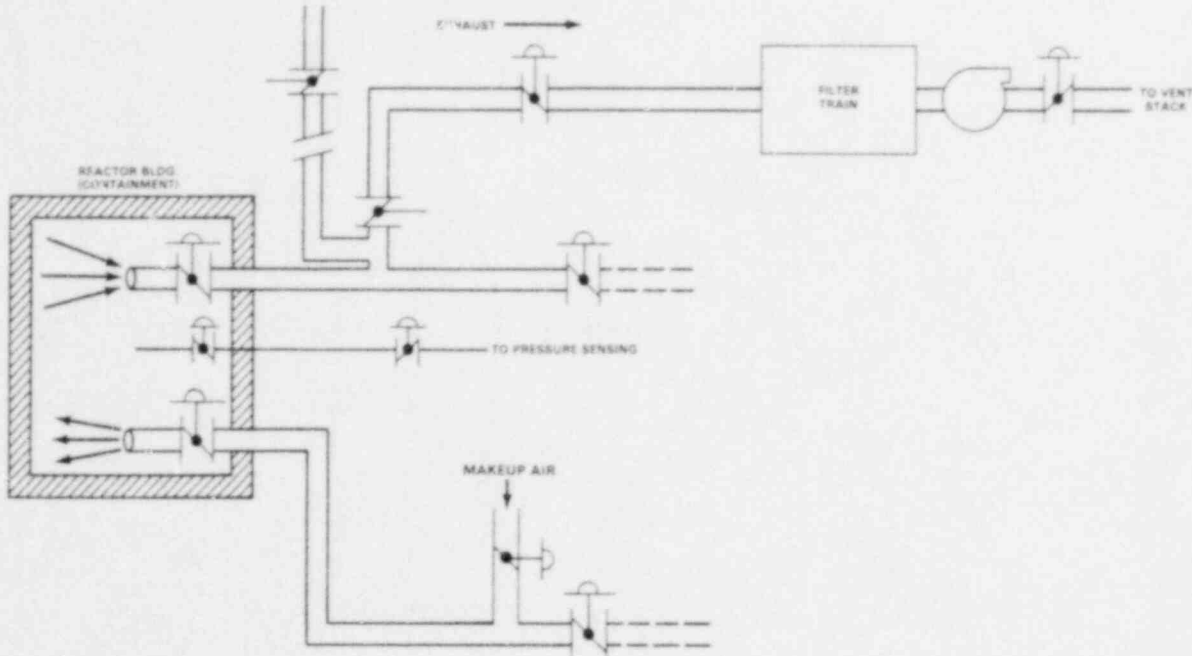 EXHAUST
FILTER
TRAIN
TO VENT
STACK
REACTOR BLDG.
(CONTAINMENT)
TO PRESSURE SENSING
MAKEUP AIR